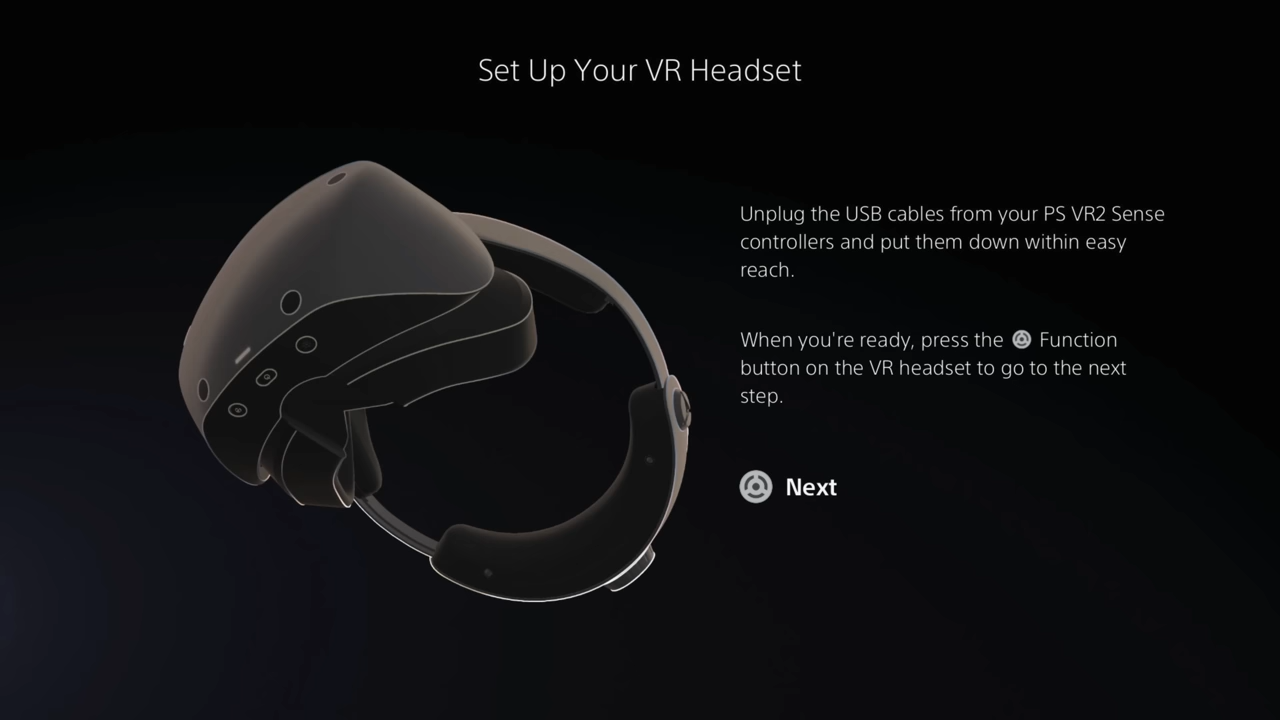 Set Up Your VR Headset
Unplug the USB cables from your PS VR2 Sense
controllers and put them down within easy
reach.
When you're ready, press the Function
button on the VR headset to go to the next
step.
Next